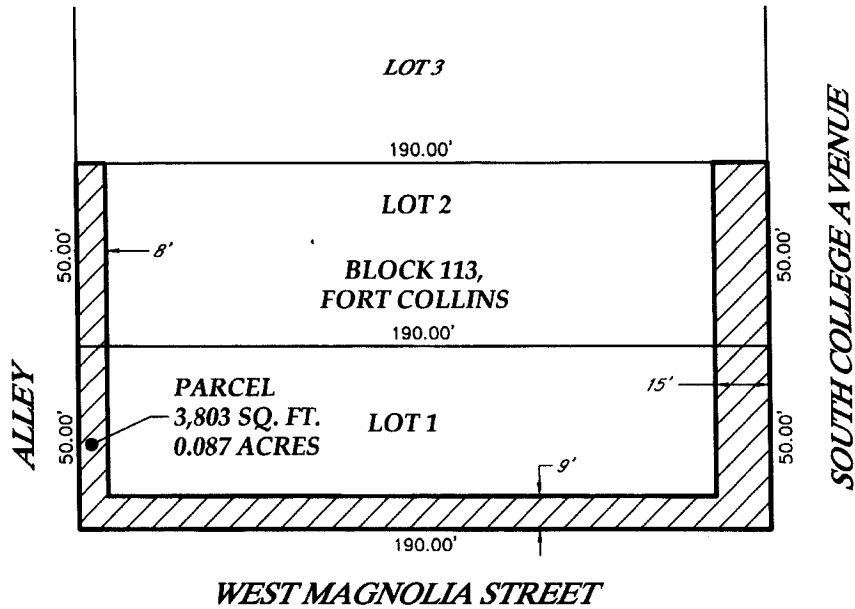 LOT 3
190.00'
LOT 2
50.00'
8'
50.00'
BLOCK 113,
FORT COLLINS
190.00'
SOUTH COLLEGE AVENUE
ALLEY
50.00'
PARCEL
3,803 SQ. FT.
0.087 ACRES
LOT 1
15'
50.00'
9'
190.00'
WEST MAGNOLIA STREET